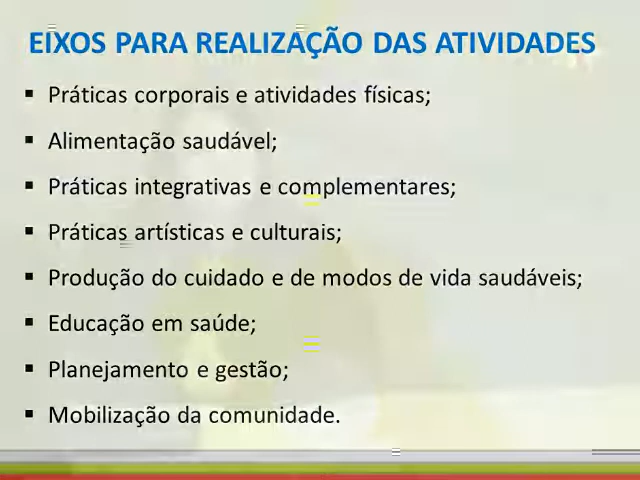 EIXOS PARA REALIZAÇÃO DAS ATIVIDADES
▪ Práticas corporais e atividades físicas;
▪ Alimentação saudável;
▪ Práticas integrativas e complementares;
▪ Práticas artísticas e culturais;
▪ Produção do cuidado e de modos de vida saudáveis;
▪ Educação em saúde;
▪ Planejamento e gestão;
▪ Mobilização da comunidade.